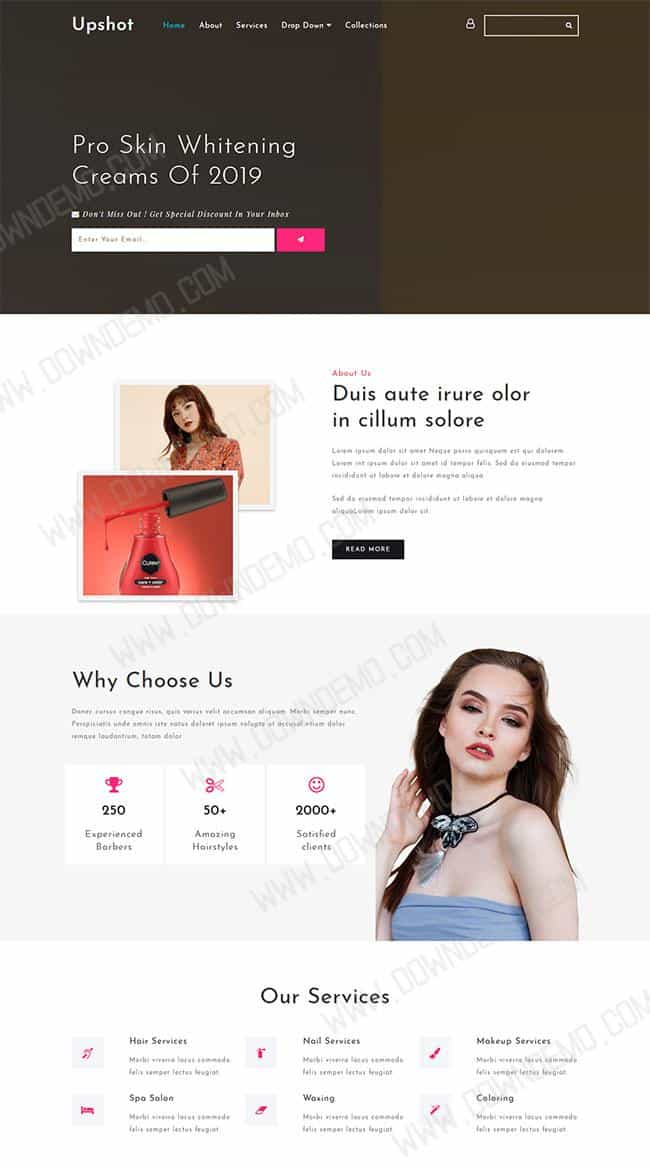 Upshot
Home About Services Drop Down Collections
Pro Skin Whitening
Creams Of 2019
Don't Miss Out ! Get Special Discount In Your Inbox
Enter Your Email...
About Us
Duis aute irure olor
in cillum solore
Lorem ipsum dolor sit amet Neque porro quisquam est qui dolorem
Lorem int ipsum dolor sit amet id tempor felis. Sed do eiusmod tempor
incididunt ut labore et dolore magna aliqua
Sed do eiusmod tempor incididunt ut labore et dolore magna
aliquaLorem ipsum dolor sit
READ MORE
Why Choose Us
Donec cursus congue risus, quis varius velit accumsan aliquam. Morbi semper nunc.
Perspiciatis unde omnis iste natus doloret ipsum volupte ut accusal ntium dolor
iemque laudantium, totam dolor
250 50+ 2000+
Experienced Amazing Satisfied
Barbers Hairstyles clients
Our Services
Hair Services Nail Services Makeup Services
Morbi viverra lacus commodo Morbi viverra lacus commodo Morbi viverra lacus commodo
felis semper lectus feugiat. felis semper lectus feugiat. felis semper lectus feugiat.
Spa Salon Waxing Coloring
Morbi viverra lacus commodo Morbi viverra lacus commodo Morbi viverra lacus commodo
felis semper lectus feugiat. felis semper lectus feugiat. felis semper lectus feugiat.
WWW.DOWNDEMO.COM